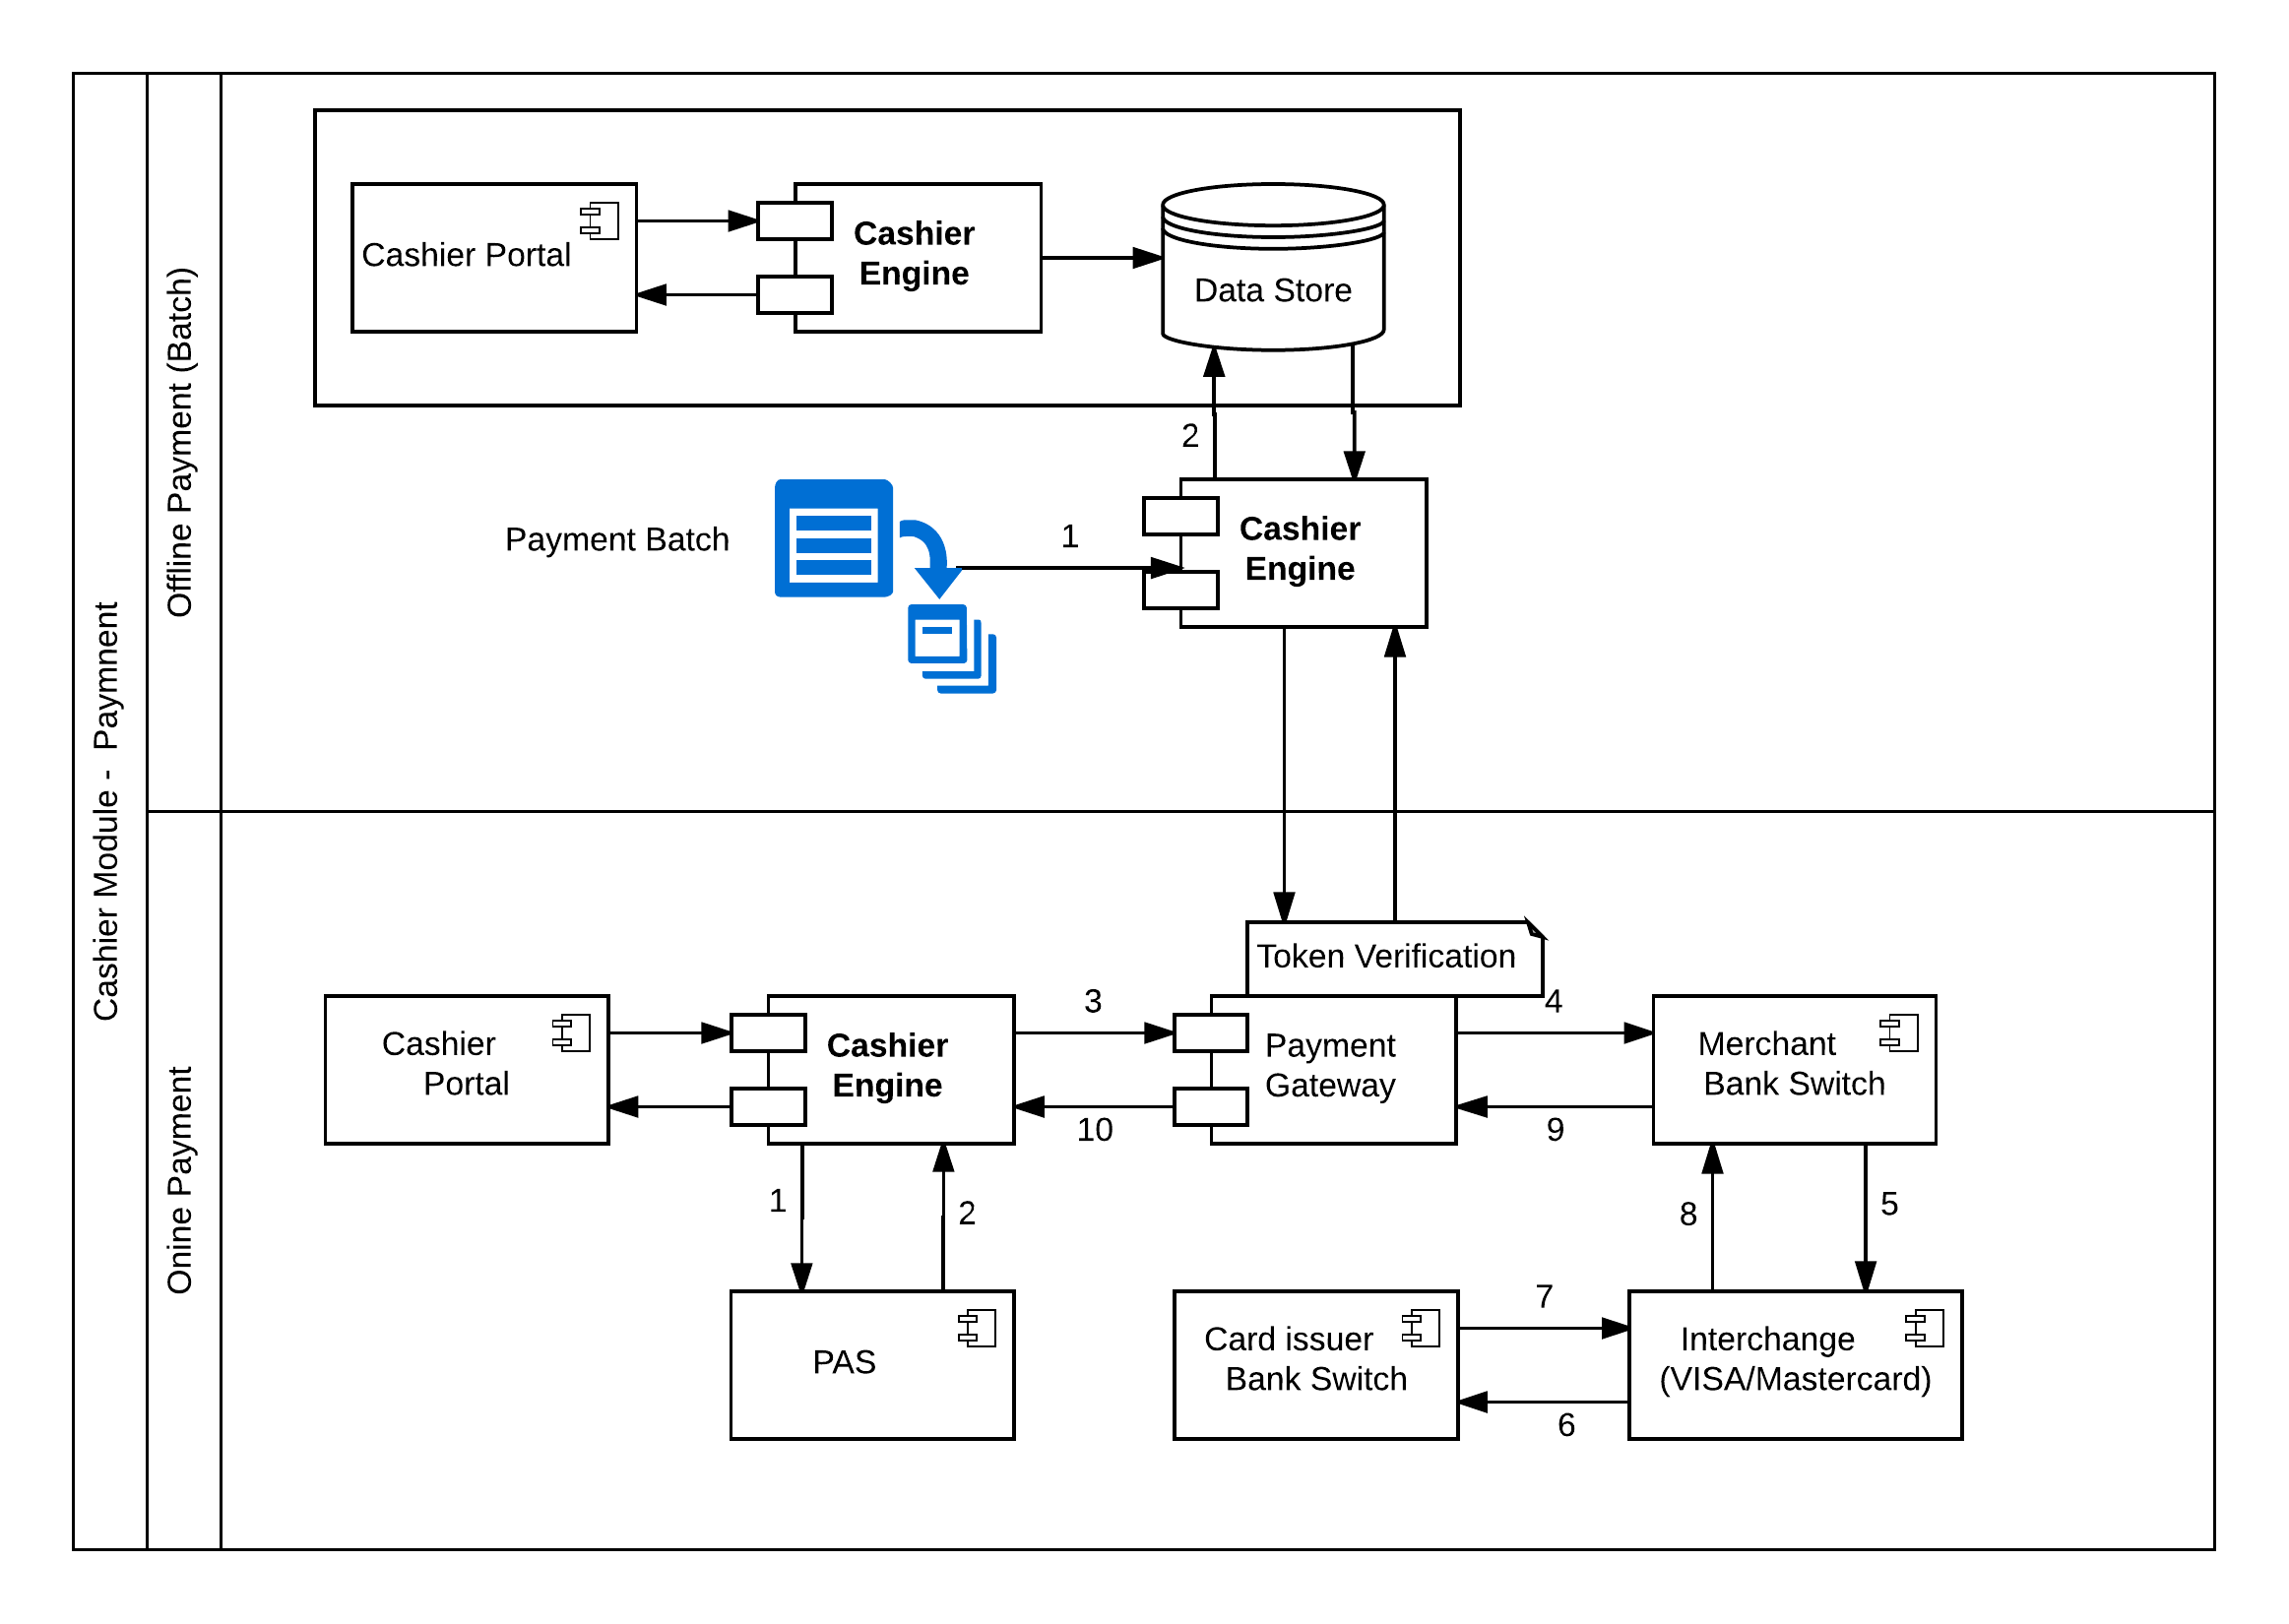 Cashier Module -  Paymnent
Offline Payment (Batch)
Cashier Portal
Cashier
Engine
Data Store
2
Payment Batch
1
Cashier
Engine
Onine Payment
Token Verification
Cashier
Portal
Cashier
Engine
3
10
Payment
Gateway
4
9
Merchant
Bank Switch
1
2
8
5
PAS
Card issuer
Bank Switch
7
6
Interchange
(VISA/Mastercard)